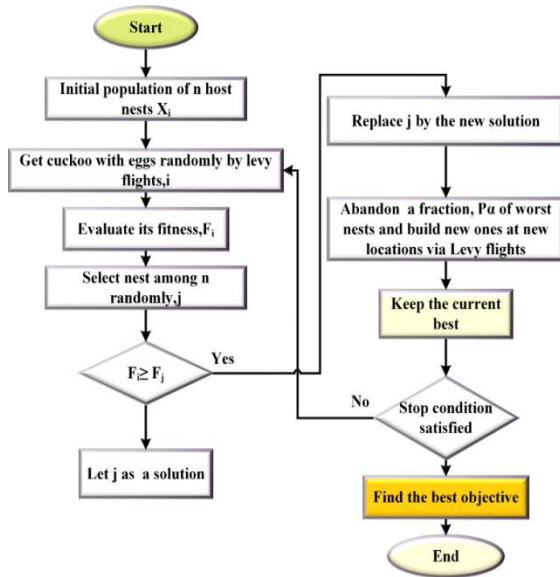 Start
Initial population of n host
nests Xi
Get cuckoo with eggs randomly by levy
flights,i
Evaluate its fitness,Fi
Select nest among n
randomly,j
Fi≥ Fj
Yes
Let j as a solution
Replace j by the new solution
Abandon a fraction, Pα of worst
nests and build new ones at new
locations via Levy flights
Keep the current
best
No
Stop condition
satisfied
Find the best objective
End